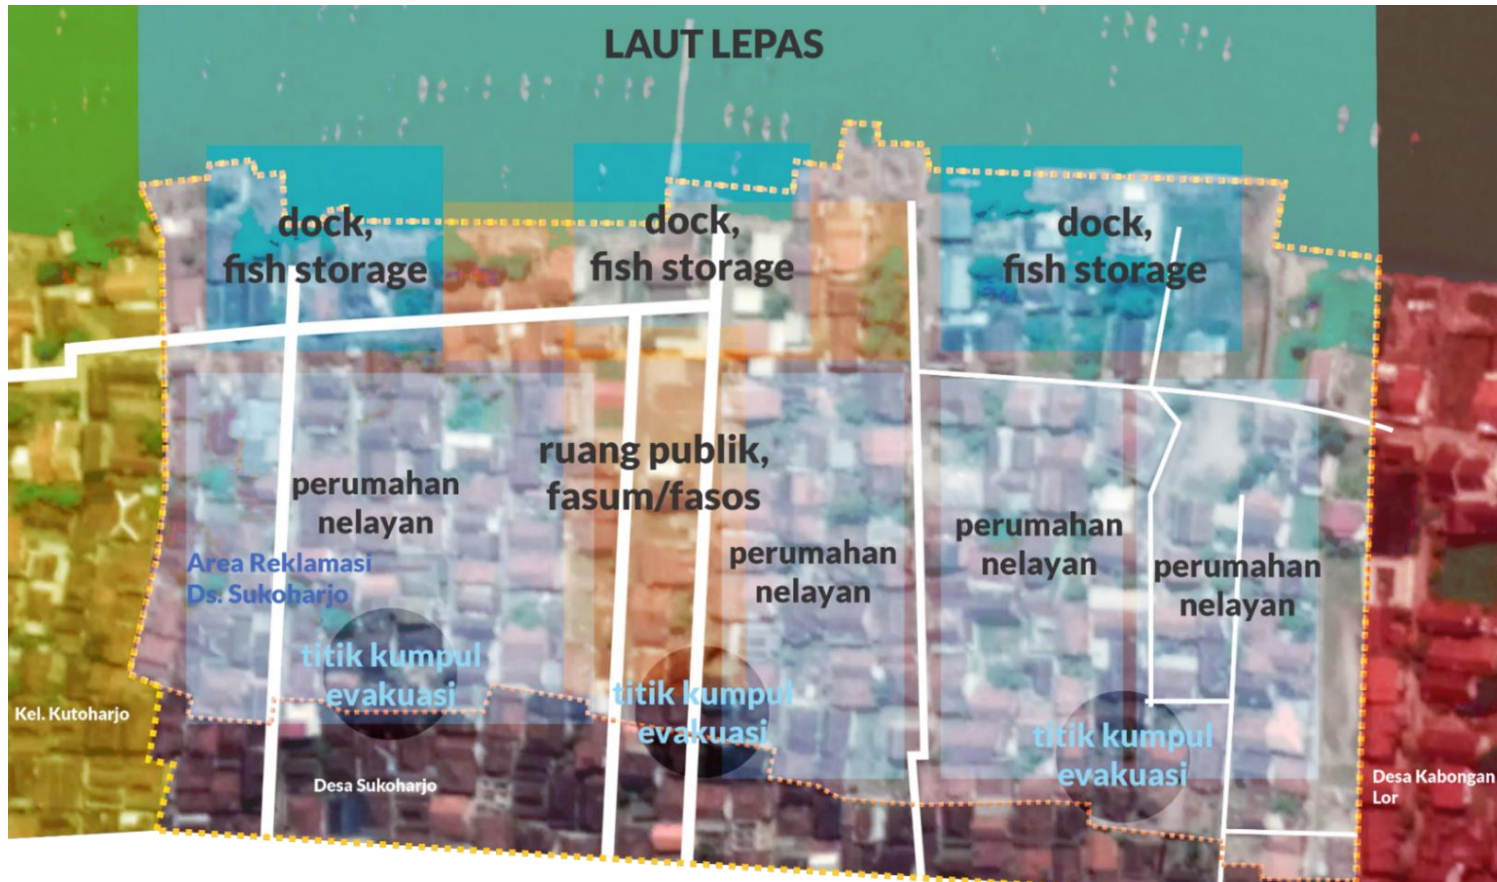 LAUT LEPAS
dock,
fish storage
dock,
fish storage
dock,
fish storage
ruang publik,
fasum/fasos
perumahan
nelayan
perumahan
nelayan
perumahan
nelayan
perumahan
nelayan
Area Reklamasi
Ds. Sukoharjo
titik kumpul
evakuasi
titik kumpul
evakuasi
titik kumpul
evakuasi
Kel. Kutoharjo
Desa Sukoharjo
Desa Kabongan
Lor